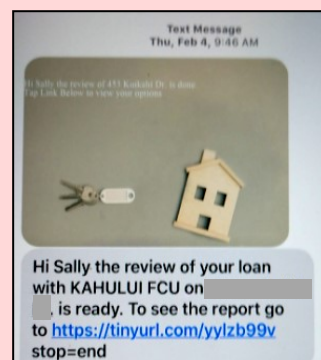 Text Message
Thu, Feb 4, 9:46 AM
Hi Sally the review of 453 Kaikahi Dr. is done
Tap Link Below to view your options
Hi Sally the review of your loan
with KAHULUI FCU on
, is ready. To see the report go
to https://tinyurl.com/yylzb99v
stop=end